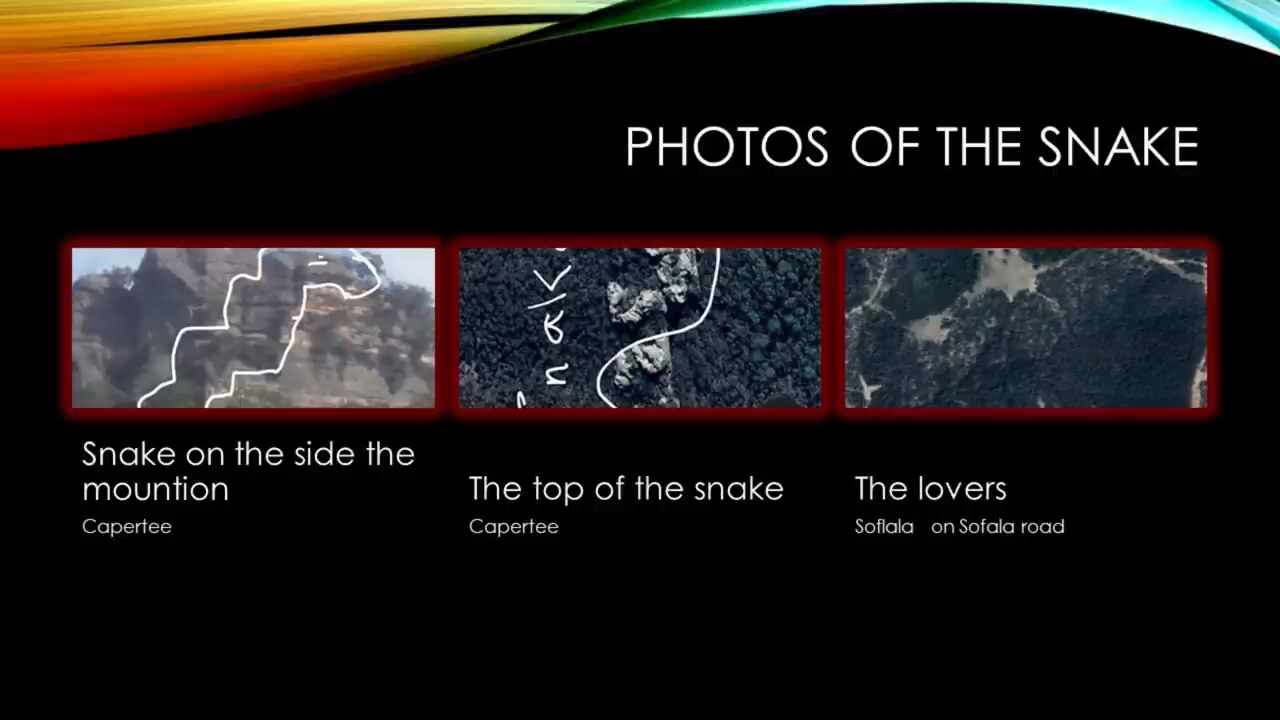 PHOTOS OF THE SNAKE
Snake on the side the
mountion
Capertee
The top of the snake
Capertee
The lovers
Soflala on Sofala road